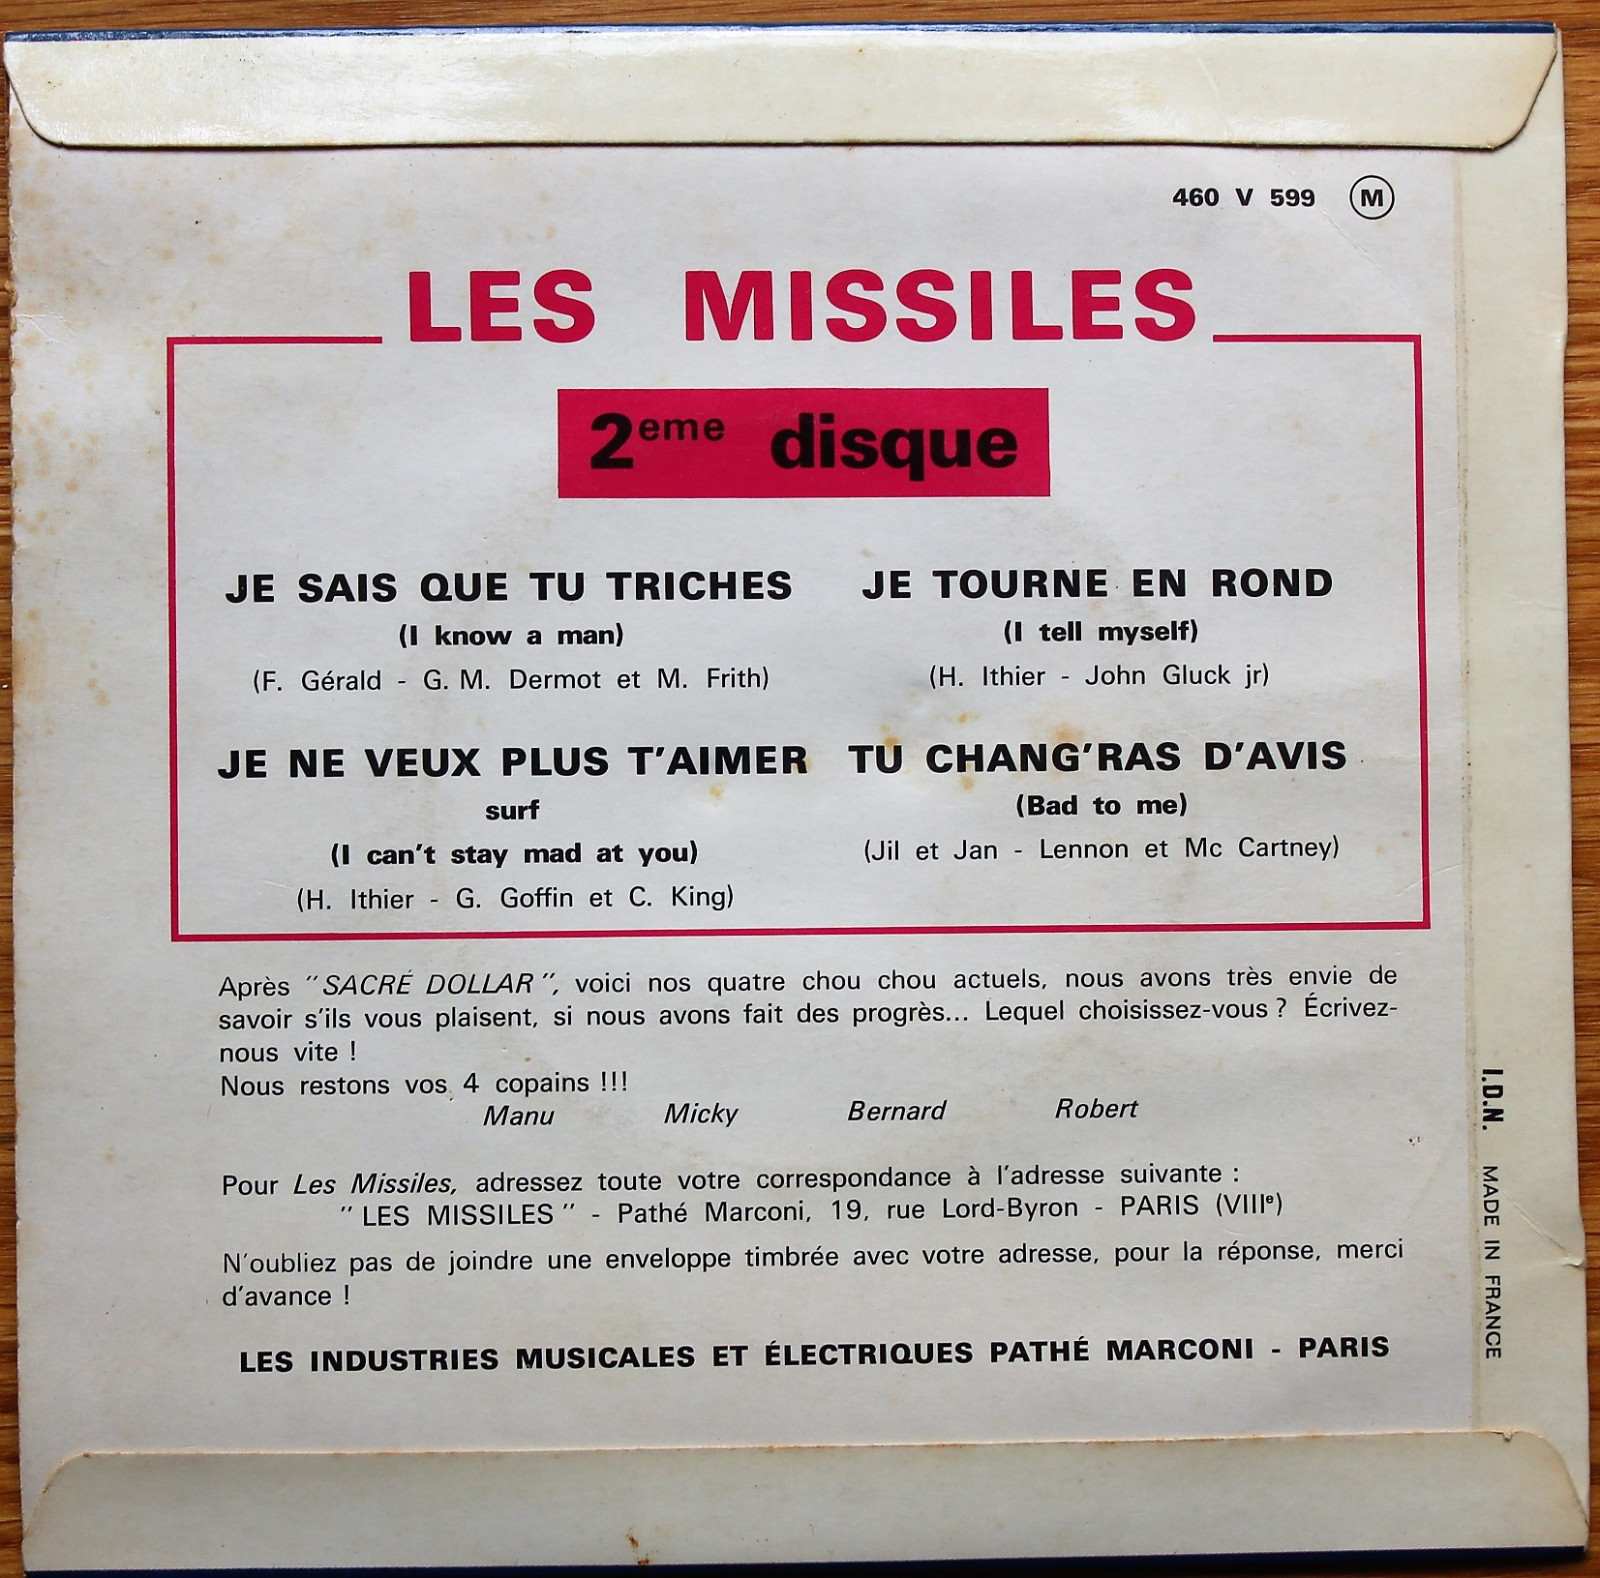 460 V 599 M
LES MISSILES
2eme disque
JE SAIS QUE TU TRICHES
(I know a man)
(F. Gérald - G. M. Dermot et M. Frith)
JE TOURNE EN ROND
(I tell myself)
(H. Ithier - John Gluck jr)
JE NE VEUX PLUS T'AIMER
surf
(I can't stay mad at you)
(H. Ithier - G. Goffin et C. King)
TU CHANG'RAS D'AVIS
(Bad to me)
(Jil et Jan - Lennon et Mc Cartney)
Après "SACRÉ DOLLAR", voici nos quatre chou chou actuels, nous avons très envie de
savoir s'ils vous plaisent, si nous avons fait des progrès... Lequel choisissez-vous ? Écrivez-
nous vite !
Nous restons vos 4 copains !!!
Manu Micky Bernard Robert
Pour Les Missiles, adressez toute votre correspondance à l'adresse suivante :
"LES MISSILES" - Pathé Marconi, 19, rue Lord-Byron - PARIS (VIIIe)
N'oubliez pas de joindre une enveloppe timbrée avec votre adresse, pour la réponse, merci
d'avance !
LES INDUSTRIES MUSICALES ET ÉLECTRIQUES PATHÉ MARCONI - PARIS
I.D.N. MADE IN FRANCE